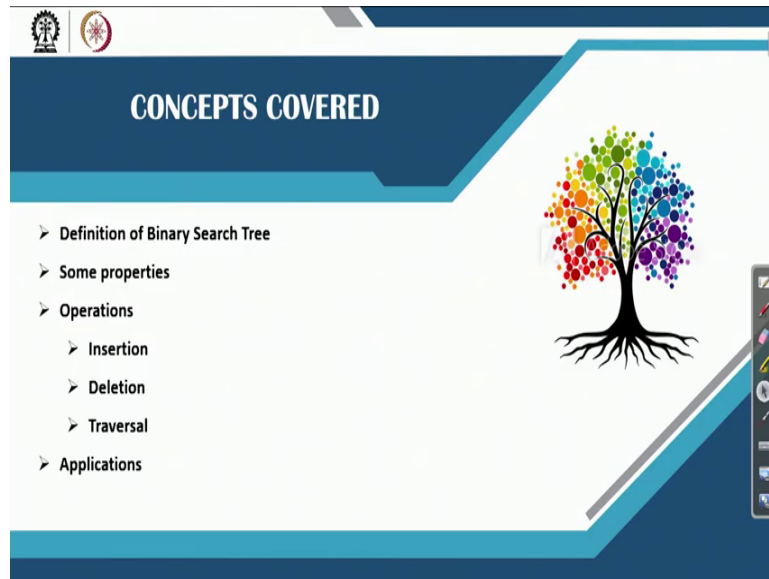 CONCEPTS COVERED
➤ Definition of Binary Search Tree
➤ Some properties
➤ Operations
➤ Insertion
➤ Deletion
➤ Traversal
➤ Applications